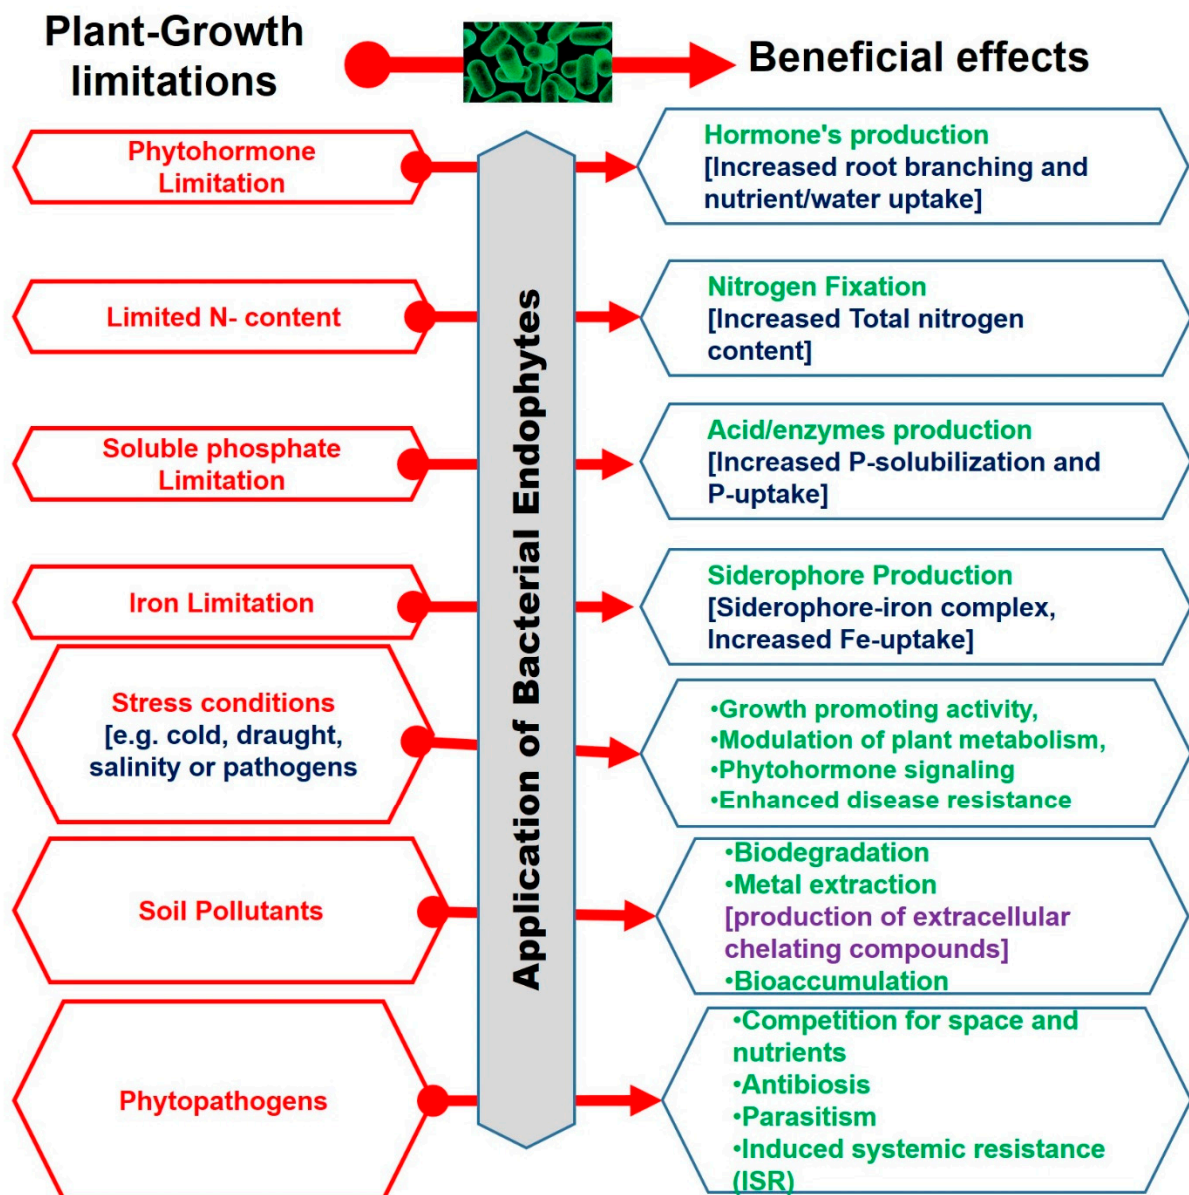 Plant-Growth
limitations
Beneficial effects
Phytohormone
Limitation
Hormone's production
[Increased root branching and
nutrient/water uptake]
Limited N- content
Nitrogen Fixation
[Increased Total nitrogen
content]
Soluble phosphate
Limitation
Acid/enzymes production
[Increased P-solubilization and
P-uptake]
Iron Limitation
Siderophore Production
[Siderophore-iron complex,
Increased Fe-uptake]
Stress conditions
[e.g. cold, draught,
salinity or pathogens
•Growth promoting activity,
•Modulation of plant metabolism,
•Phytohormone signaling
•Enhanced disease resistance
Soil Pollutants
•Biodegradation
•Metal extraction
[production of extracellular
chelating compounds]
•Bioaccumulation
Phytopathogens
•Competition for space and
nutrients
•Antibiosis
•Parasitism
•Induced systemic resistance
(ISR)
Application of Bacterial Endophytes